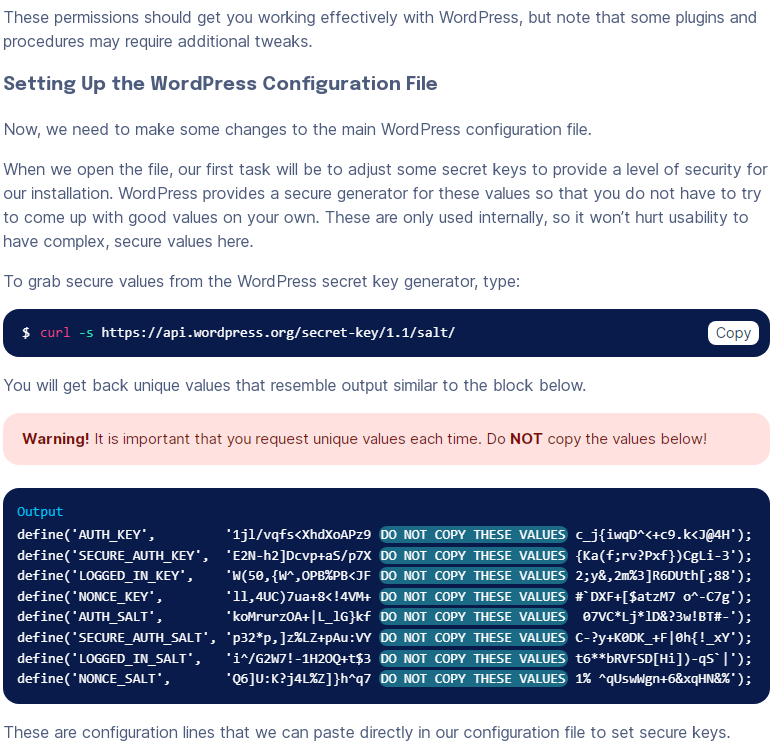 These permissions should get you working effectively with WordPress, but note that some plugins and
procedures may require additional tweaks.
Setting Up the WordPress Configuration File
Now, we need to make some changes to the main WordPress configuration file.
When we open the file, our first task will be to adjust some secret keys to provide a level of security for
our installation. WordPress provides a secure generator for these values so that you do not have to try
to come up with good values on your own. These are only used internally, so it won’t hurt usability to
have complex, secure values here.
To grab secure values from the WordPress secret key generator, type:
$ curl -s https://api.wordpress.org/secret-key/1.1/salt/
Copy
You will get back unique values that resemble output similar to the block below.
Warning! It is important that you request unique values each time. Do NOT copy the values below!
Output
define('AUTH_KEY',         '1jl/vqfs<XhdXoAPz9 DO NOT COPY THESE VALUES c_j{iwqD^<+c9.k<J@4H');
define('SECURE_AUTH_KEY',  'E2N-h2]Dcvp+aS/p7X DO NOT COPY THESE VALUES {Ka(f;rv?Pxf})CgLi-3');
define('LOGGED_IN_KEY',    'W(50,{W^,OPB%PB<JF DO NOT COPY THESE VALUES 2;y&,2m%3]R6DUth[;88');
define('NONCE_KEY',        'll,4UC)7ua+8<!4VM+ DO NOT COPY THESE VALUES #`DXF+[$atzM7 o^-C7g');
define('AUTH_SALT',        'koMrurzOA+|L_lG}kf DO NOT COPY THESE VALUES  07VC*Lj*lD&?3w!BT#-');
define('SECURE_AUTH_SALT', 'p32*p,]z%LZ+pAu:VY DO NOT COPY THESE VALUES C-?y+K0DK_+F|0h{!_xY');
define('LOGGED_IN_SALT',   'i^/G2W7!-1H2OQ+t$3 DO NOT COPY THESE VALUES t6**bRVFSD[Hi])-qS`|');
define('NONCE_SALT',       'Q6]U:K?j4L%Z]}h^q7 DO NOT COPY THESE VALUES 1% ^qUswWgn+6&xqHN&%');
These are configuration lines that we can paste directly in our configuration file to set secure keys.